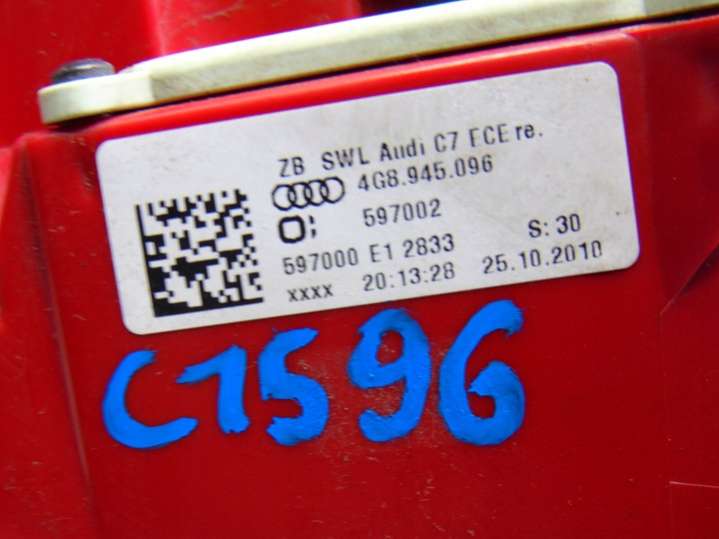 ZB SWL Audi C7 ECE re.
4G8.945.096
597002
597000 E1 2833 S: 30
xxxx 20:13:28 25.10.2010
C1596